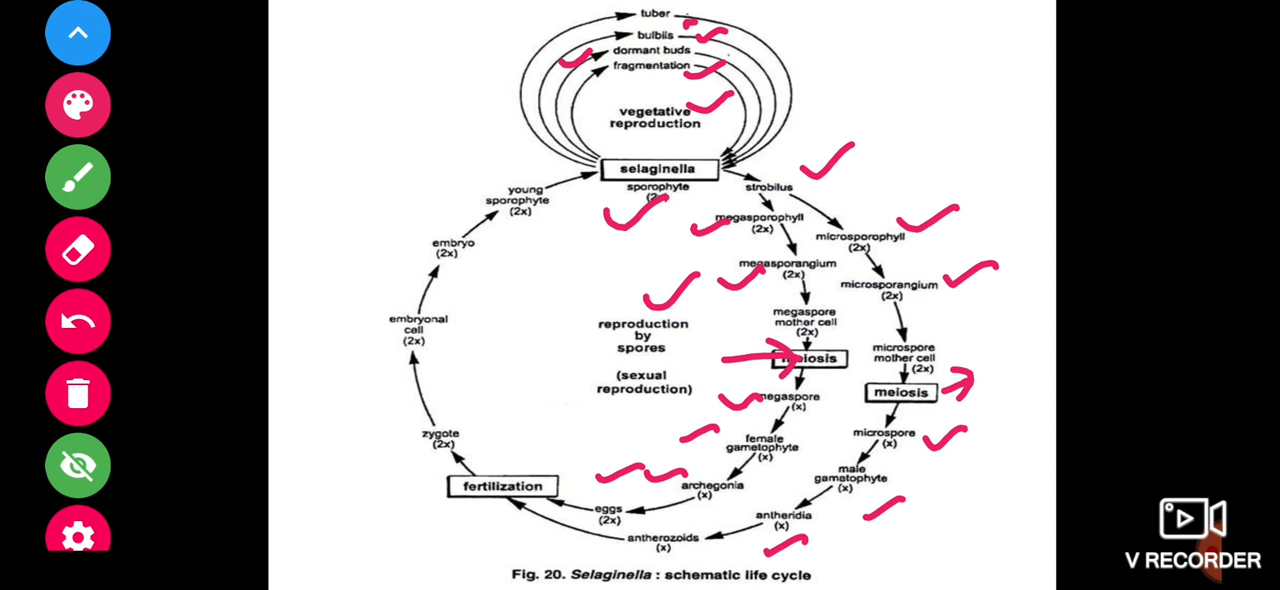 tuber
bulbils
dormant buds
fragmentation
vegetative
reproduction
selaginella
sporophyte
(2x)
strobilus
young
sporophyte
(2x)
megasporophyll
(2x)
microsporophyll
(2x)
embryo
(2x)
megasporangium
(2x)
microsporangium
(2x)
embryonal
cell
(2x)
reproduction
by
spores
(sexual
reproduction)
megaspore
mother cell
(2x)
meiosis
microspore
mother cell
(2x)
meiosis
megaspore
(x)
zygote
(2x)
female
gametophyte
(x)
microspore
(x)
male
gamatophyte
(x)
fertilization
archegonia
(x)
eggs
(2x)
antheridia
(x)
antherozoids
(x)
Fig. 20. Selaginella : schematic life cycle
V RECORDER